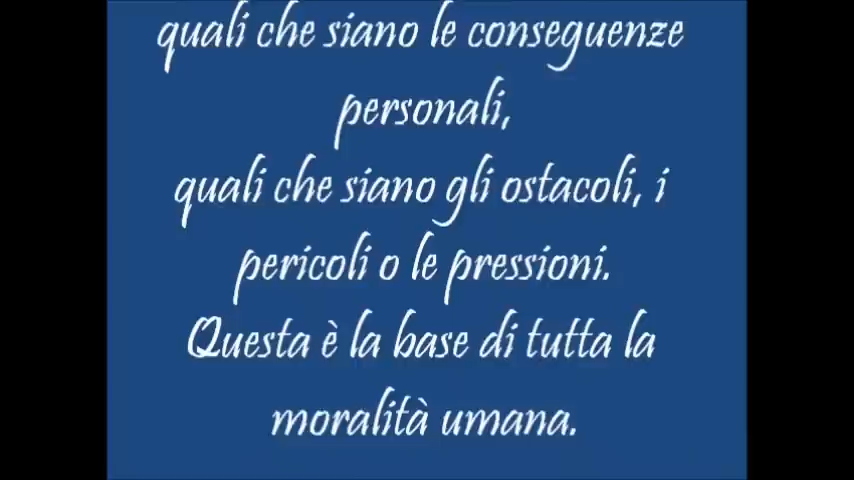 quali che siano le conseguenze
personali,
quali che siano gli ostacoli, i
pericoli o le pressioni.
Questa è la base di tutta la
moralità umana.